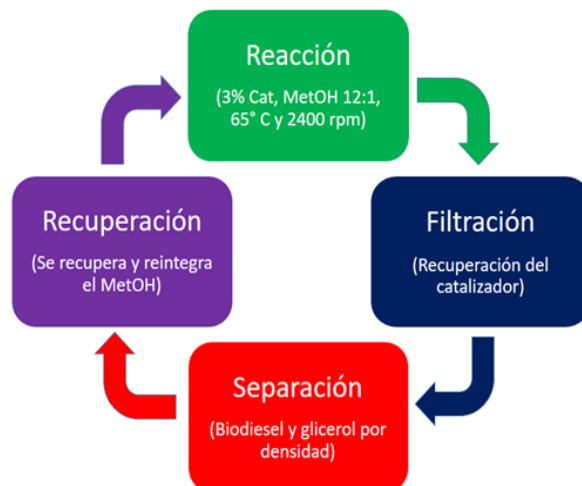 Reacción
(3% Cat, MetOH 12:1,
65° C y 2400 rpm)
Filtración
(Recuperación del
catalizador)
Separación
(Biodiesel y glicerol por
densidad)
Recuperación
(Se recupera y reintegra
el MetOH)